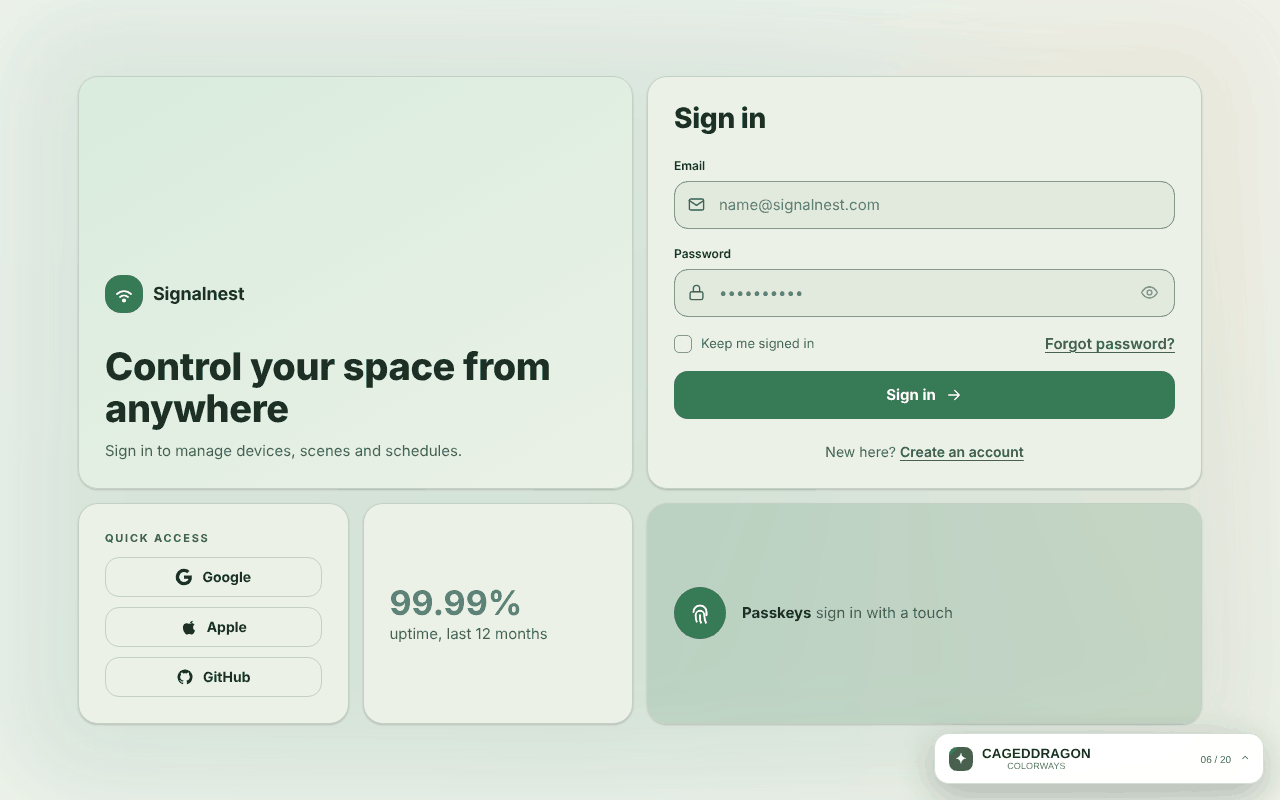 Signalnest
Control your space from
anywhere
Sign in to manage devices, scenes and schedules.
Sign in
Email
name@signalnest.com
Password
••••••••••
Keep me signed in
Forgot password?
Sign in →
New here? Create an account
QUICK ACCESS
Google
Apple
GitHub
99.99%
uptime, last 12 months
Passkeys sign in with a touch
CAGEDDRAGON
COLORWAYS
06 / 20